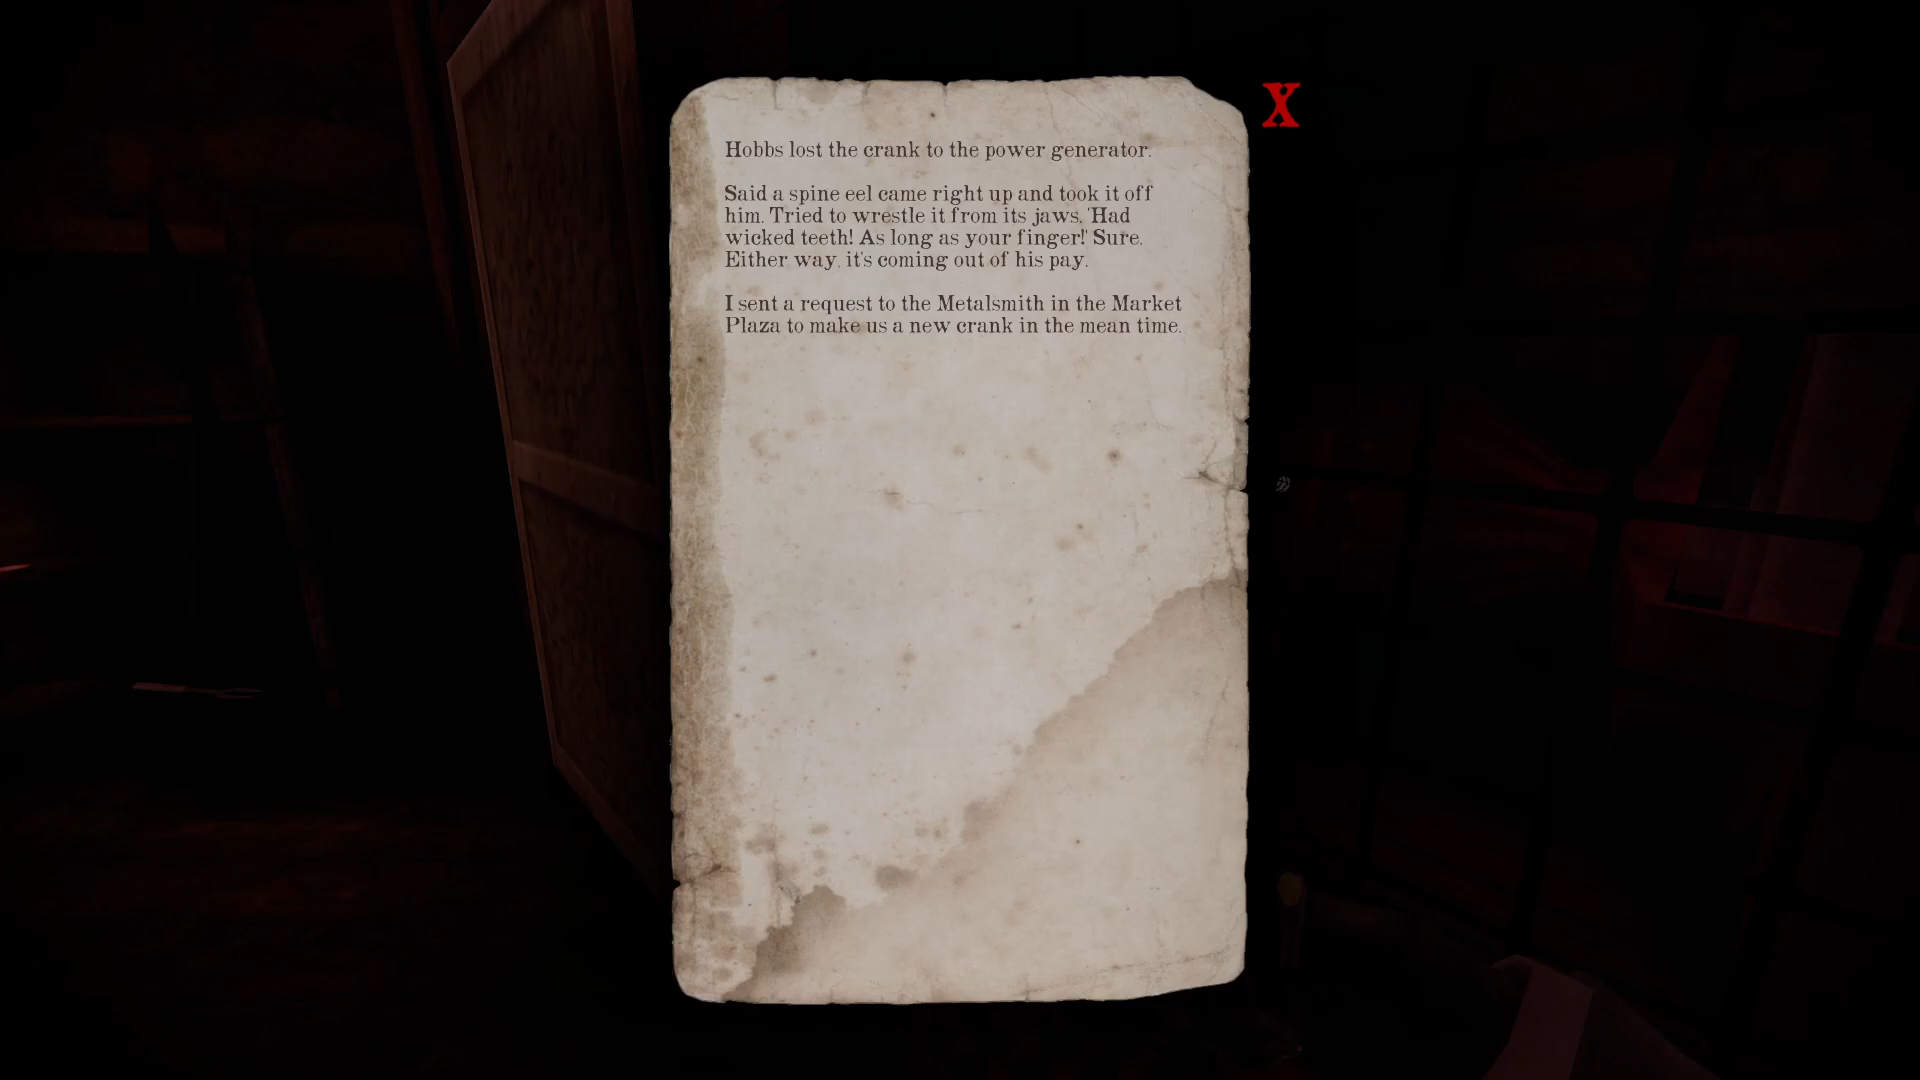 X
Hobbs lost the crank to the power generator.
Said a spine eel came right up and took it off
him. Tried to wrestle it from its jaws. 'Had
wicked teeth! As long as your finger!' Sure.
Either way, it's coming out of his pay.
I sent a request to the Metalsmith in the Market
Plaza to make us a new crank in the mean time.